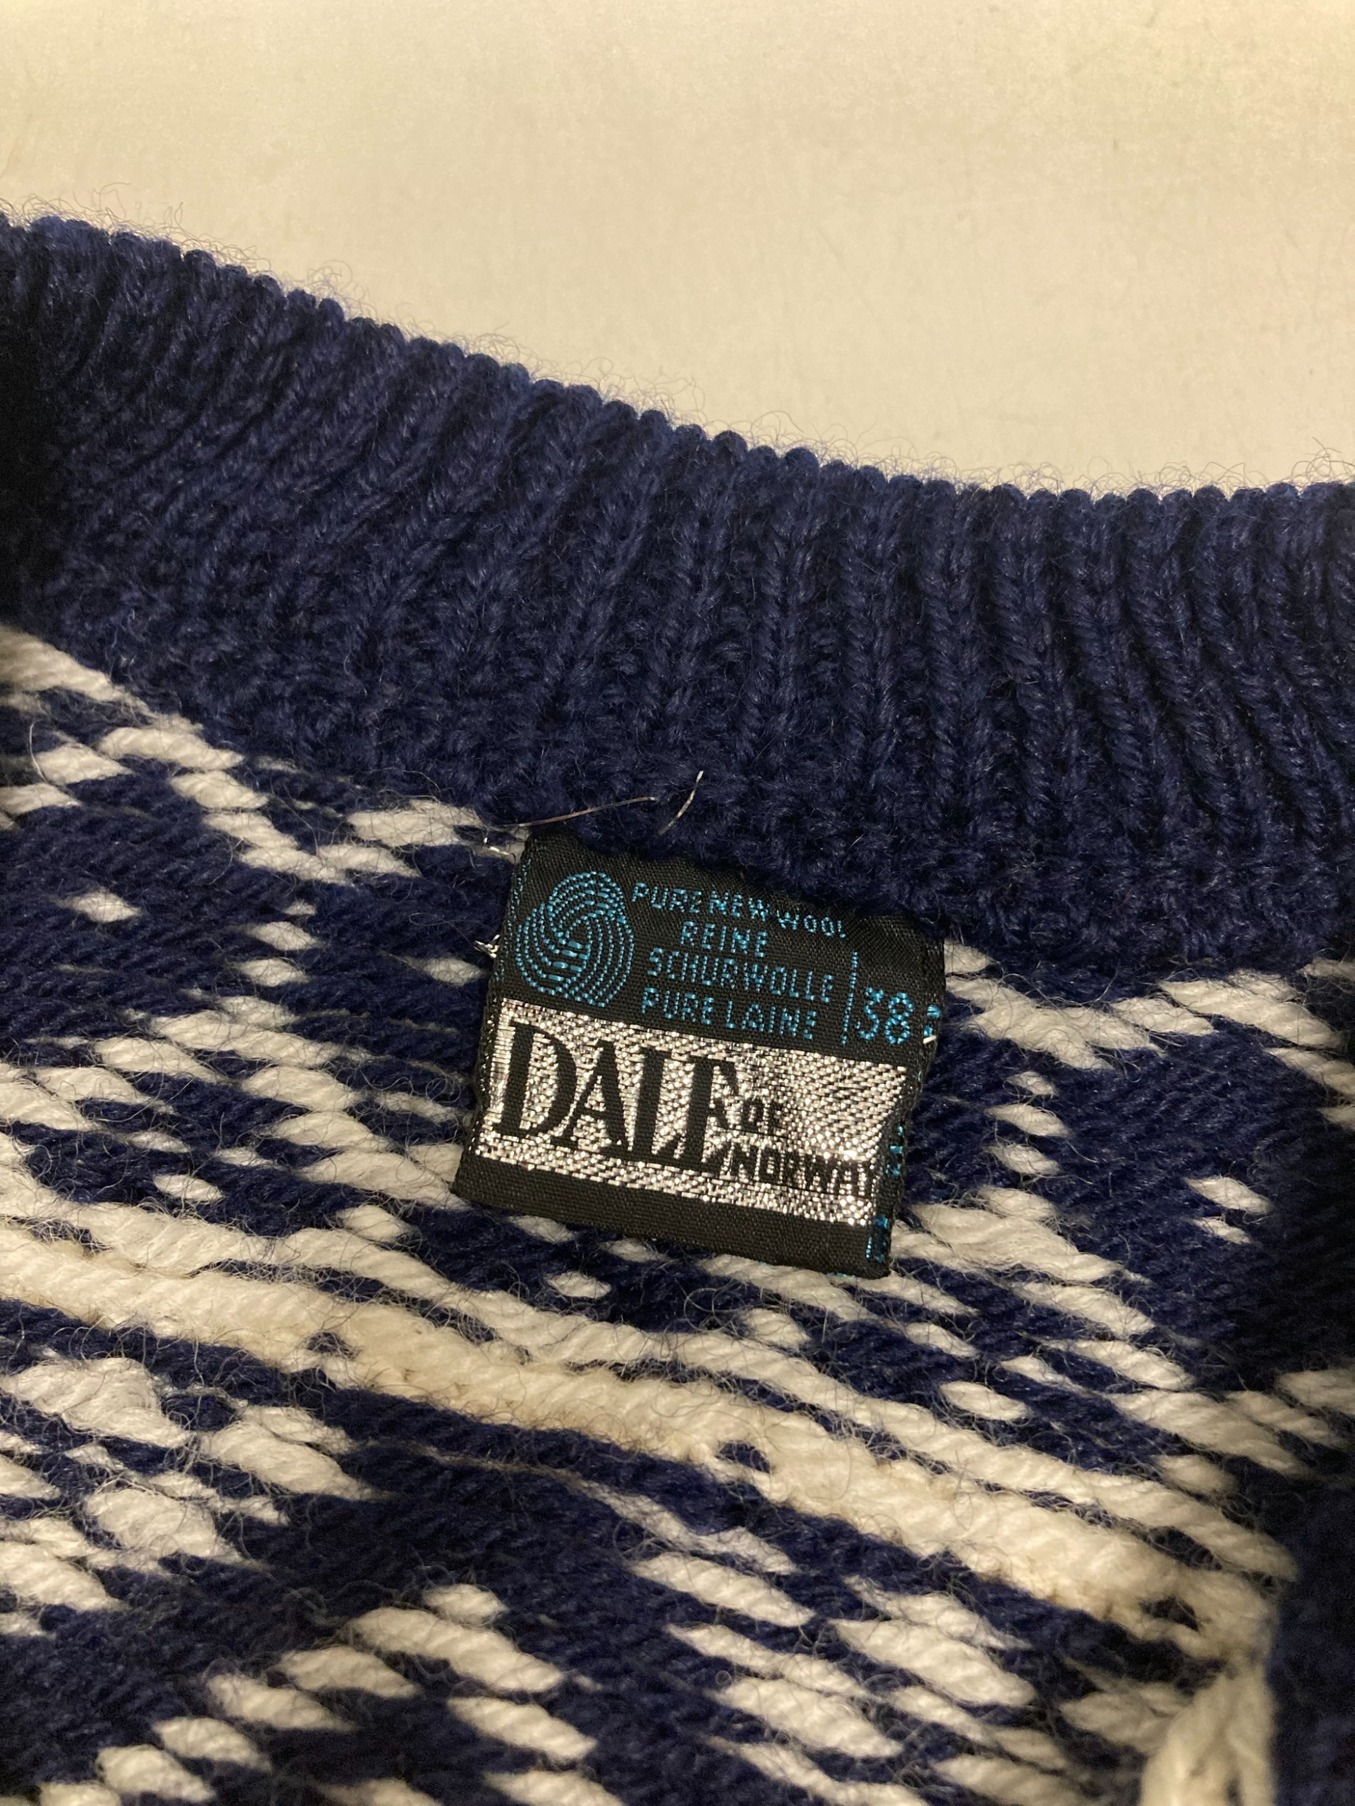 PURE NEW WOOL
REINE
SCHURWOLLE
PURE LAINE
38
DALE
OF
NORWAY